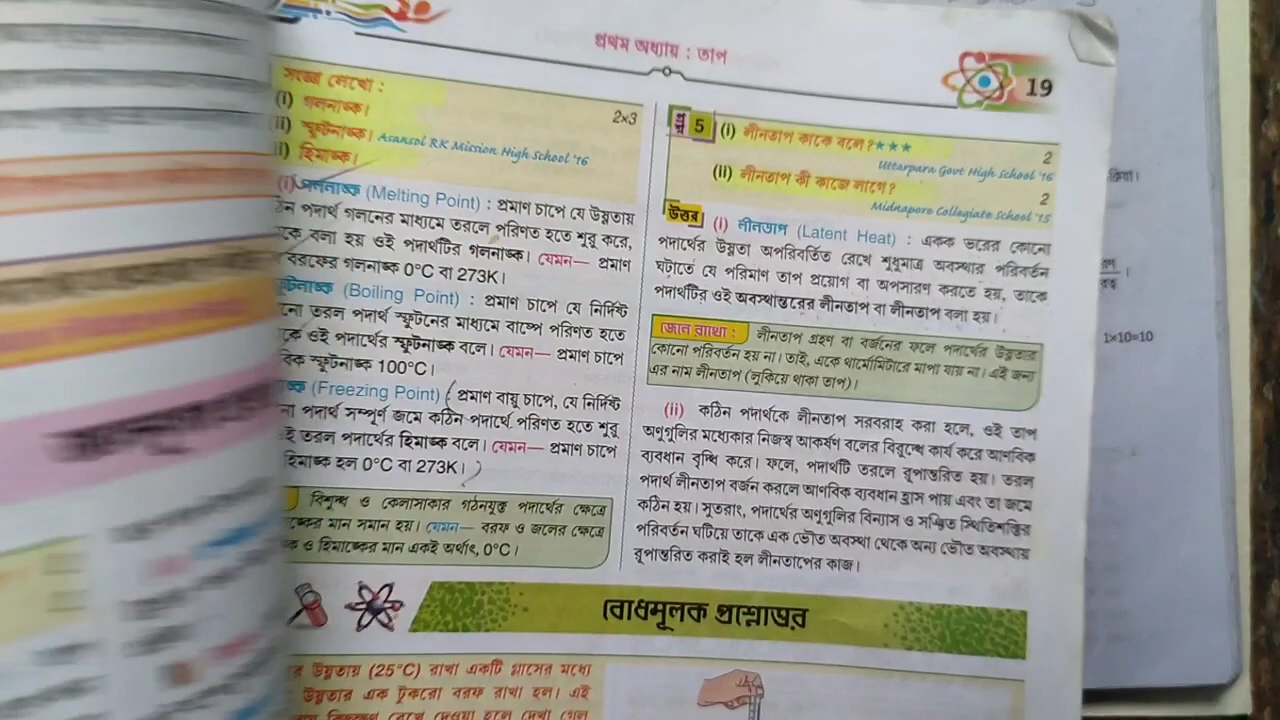 প্রথম অধ্যায় : তাপ
19
সংজ্ঞা লেখো :
(i) গলনাঙ্ক।
ii) স্ফুটনাঙ্ক। Asansol RK Mission High School '16
i) হিমাঙ্ক।
2×3
(i) গলনাঙ্ক (Melting Point) : প্রমাণ চাপে যে উষ্ণতায়
পদার্থ গলনের মাধ্যমে তরলে পরিণত হতে শুরু করে,
কে বলা হয় ওই পদার্থটির গলনাঙ্ক। যেমন— প্রমাণ
বরফের গলনাঙ্ক 0°C বা 273K।
(Boiling Point) : প্রমাণ চাপে যে নির্দিষ্ট
তরল পদার্থ স্ফুটনের মাধ্যমে বাষ্পে পরিণত হতে
কে ওই পদার্থের স্ফুটনাঙ্ক বলে। যেমন— প্রমাণ চাপে
স্ফুটনাঙ্ক 100°C।
(Freezing Point) : প্রমাণ বায়ু চাপে, যে নির্দিষ্ট
পদার্থ সম্পূর্ণ জমে কঠিন পদার্থে পরিণত হতে শুরু
তরল পদার্থের হিমাঙ্ক বলে। যেমন— প্রমাণ চাপে
হিমাঙ্ক হল 0°C বা 273K।
বিশুদ্ধ ও কেলাসাকার গঠনযুক্ত পদার্থের ক্ষেত্রে
মান সমান হয়। যেমন— বরফ ও জলের ক্ষেত্রে
ক ও হিমাঙ্কের মান একই অর্থাৎ, 0°C।
প্রশ্ন 5 (i) লীনতাপ কাকে বলে? ★★★ 2
Uttarpara Govt High School '16
(ii) লীনতাপ কী কাজে লাগে? 2
Midnapore Collegiate School '15
উত্তর (i) লীনতাপ (Latent Heat) : একক ভরের কোনো
পদার্থের উষ্ণতা অপরিবর্তিত রেখে শুধুমাত্র অবস্থার পরিবর্তন
ঘটাতে যে পরিমাণ তাপ প্রয়োগ বা অপসারণ করতে হয়, তাকে
পদার্থটির ওই অবস্থান্তরের লীনতাপ বা লীনতাপ বলা হয়।
জেনে রাখো : লীনতাপ গ্রহণ বা বর্জনের ফলে পদার্থের উষ্ণতার
কোনো পরিবর্তন হয় না। তাই, একে থার্মোমিটারে মাপা যায় না। এই জন্য
এর নাম লীনতাপ (লুকিয়ে থাকা তাপ)।
(ii) কঠিন পদার্থকে লীনতাপ সরবরাহ করা হলে, ওই তাপ
অণুগুলির মধ্যেকার নিজস্ব আকর্ষণ বলের বিরুদ্ধে কার্য করে আণবিক
ব্যবধান বৃদ্ধি করে। ফলে, পদার্থটি তরলে রূপান্তরিত হয়। তরল
পদার্থ লীনতাপ বর্জন করলে আণবিক ব্যবধান হ্রাস পায় এবং তা জমে
কঠিন হয়। সুতরাং, পদার্থের অণুগুলির বিন্যাস ও সঞ্চিত স্থিতিশক্তির
পরিবর্তন ঘটিয়ে তাকে এক ভৌত অবস্থা থেকে অন্য ভৌত অবস্থায়
রূপান্তরিত করাই হল লীনতাপের কাজ।
বোধমূলক প্রশ্নোত্তর
র উষ্ণতায় (25°C) রাখা একটি গ্লাসের মধ্যে
উষ্ণতার এক টুকরো বরফ রাখা হল। এই
1×10=10